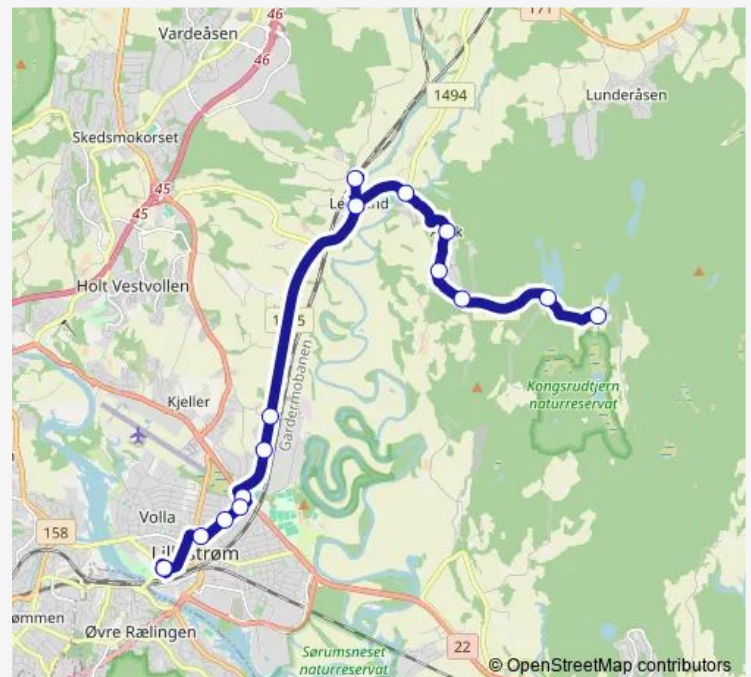 46
171
Vardeåsen
46
1494
Lunderåsen
Skedsmokorset
45
45
Holt Vestvollen
Kongsrudtjern
naturreservat
Gardermobanen
Kjeller
Volla
158
Øvre Rælingen
22
Sørumsneset
naturreservat
© OpenStreetMap contributors